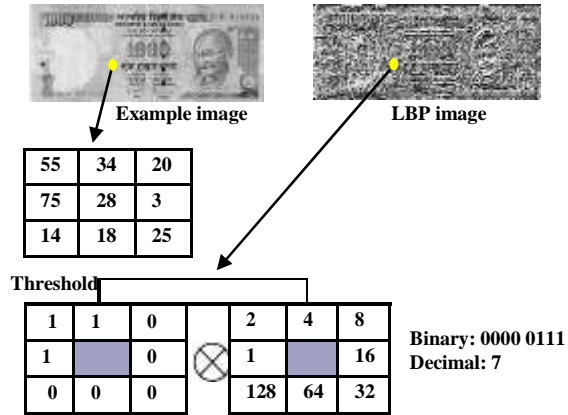 1000
Example image
LBP image
55 34 20
75 28 3
14 18 25
Threshold
1 1 0 2 4 8
1 0 1 16
0 0 0 128 64 32
Binary: 0000 0111
Decimal: 7